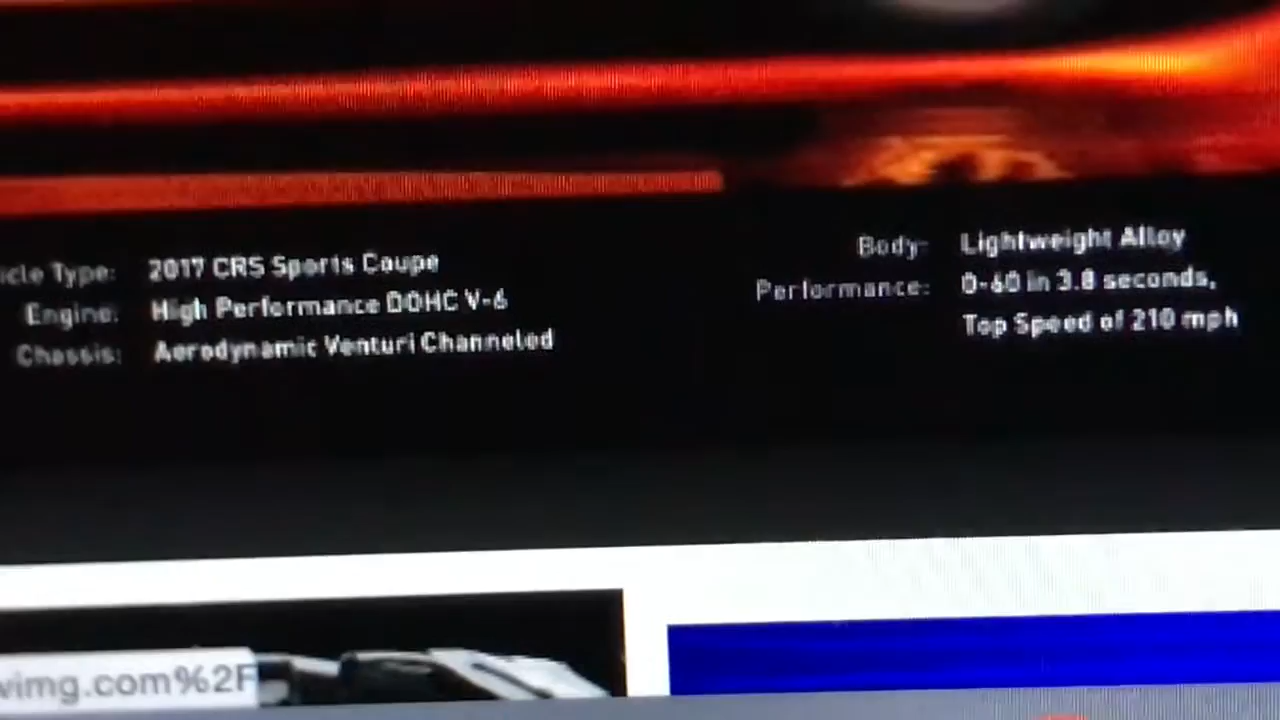 icle Type: 2017 CRS Sports Coupe
Engine: High Performance DOHC V-6
Chassis: Aerodynamic Venturi Channeled
Body: Lightweight Alloy
Performance: 0-60 in 3.8 seconds,
Top Speed of 210 mph
wimg.com%2F